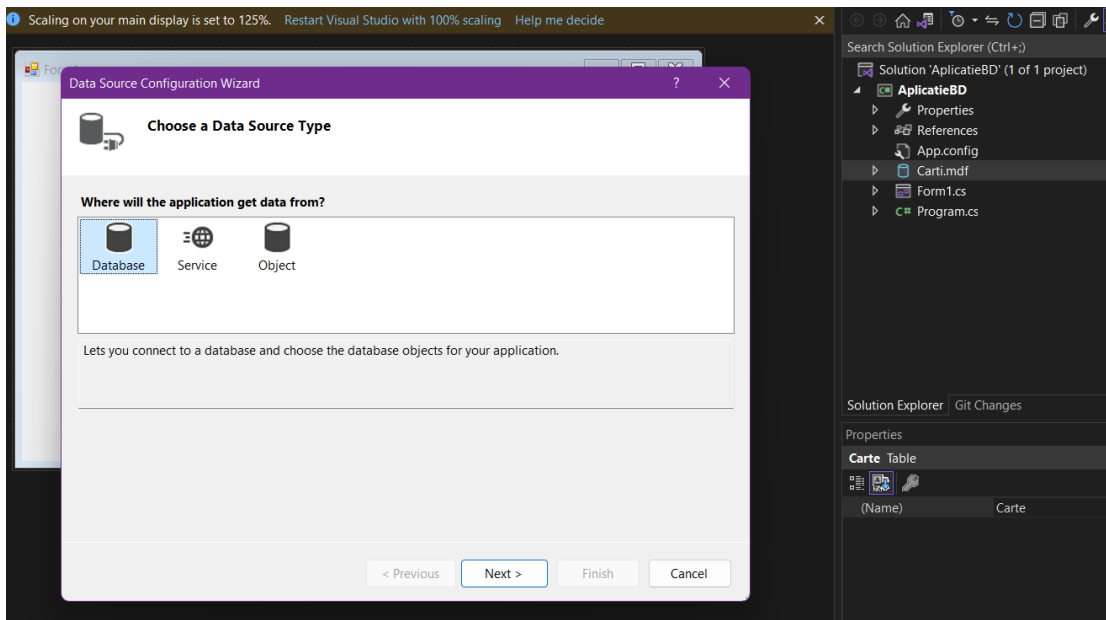 Scaling on your main display is set to 125%. Restart Visual Studio with 100% scaling Help me decide
Data Source Configuration Wizard
Choose a Data Source Type
Where will the application get data from?
Database Service Object
Lets you connect to a database and choose the database objects for your application.
< Previous Next > Finish Cancel
Search Solution Explorer (Ctrl+;)
Solution 'AplicatieBD' (1 of 1 project)
C# AplicatieBD
Properties
References
App.config
Carti.mdf
Form1.cs
C# Program.cs
Solution Explorer Git Changes
Properties
Carte Table
(Name) Carte